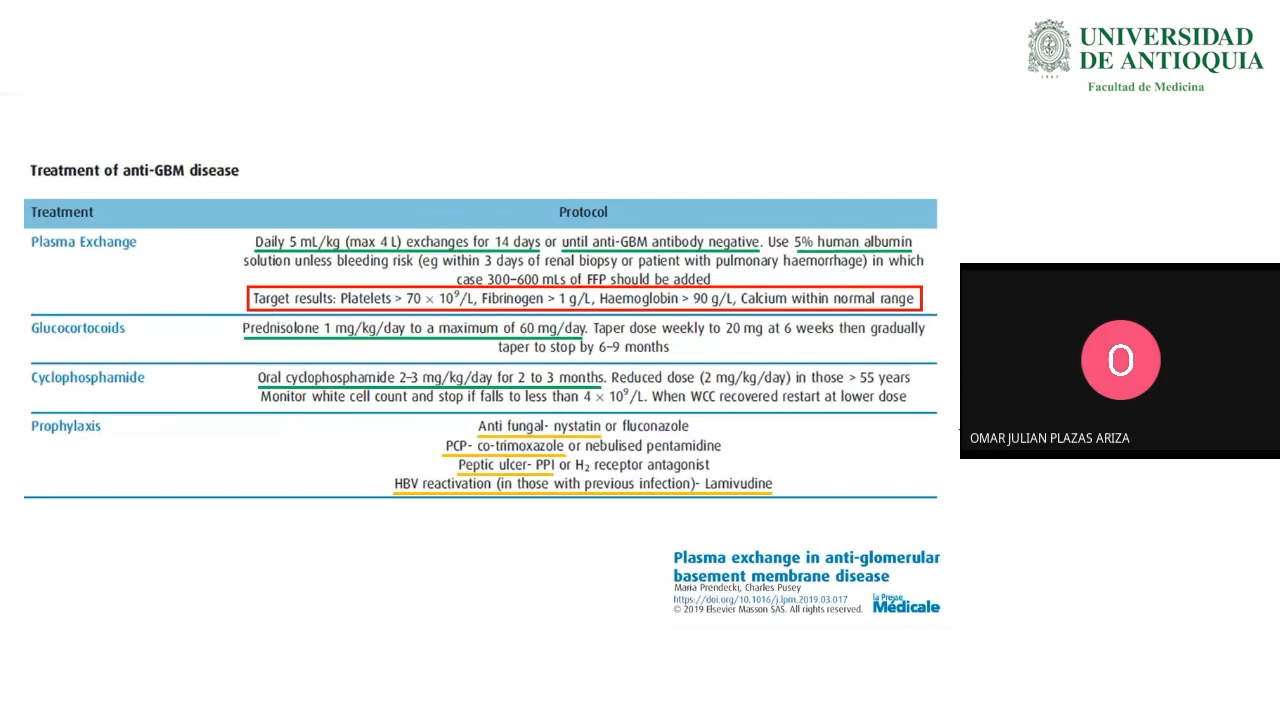 UNIVERSIDAD
DE ANTIOQUIA
1803
Facultad de Medicina
Treatment of anti-GBM disease
Treatment Protocol
Plasma Exchange Daily 5 mL/kg (max 4 L) exchanges for 14 days or until anti-GBM antibody negative. Use 5% human albumin
solution unless bleeding risk (eg within 3 days of renal biopsy or patient with pulmonary haemorrhage) in which
case 300–600 mLs of FFP should be added
Target results: Platelets > 70 × 10⁹/L, Fibrinogen > 1 g/L, Haemoglobin > 90 g/L, Calcium within normal range
Glucocortocoids Prednisolone 1 mg/kg/day to a maximum of 60 mg/day. Taper dose weekly to 20 mg at 6 weeks then gradually
taper to stop by 6–9 months
Cyclophosphamide Oral cyclophosphamide 2–3 mg/kg/day for 2 to 3 months. Reduced dose (2 mg/kg/day) in those > 55 years
Monitor white cell count and stop if falls to less than 4 × 10⁹/L. When WCC recovered restart at lower dose
Prophylaxis Anti fungal- nystatin or fluconazole
PCP- co-trimoxazole or nebulised pentamidine
Peptic ulcer- PPI or H₂ receptor antagonist
HBV reactivation (in those with previous infection)- Lamivudine
Plasma exchange in anti-glomerular
basement membrane disease
Maria Prendecki, Charles Pusey
https://doi.org/10.1016/j.lpm.2019.03.017
© 2019 Elsevier Masson SAS. All rights reserved.
la Presse
Médicale
O
OMAR JULIAN PLAZAS ARIZA